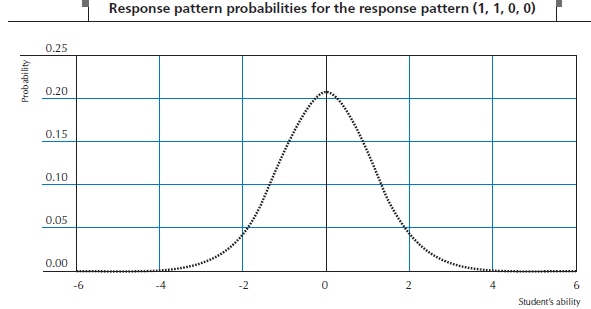 Response pattern probabilities for the response pattern (1, 1, 0, 0)
Probability
0.25
0.20
0.15
0.10
0.05
0.00
-6 -4 -2 0 2 4 6
Student's ability